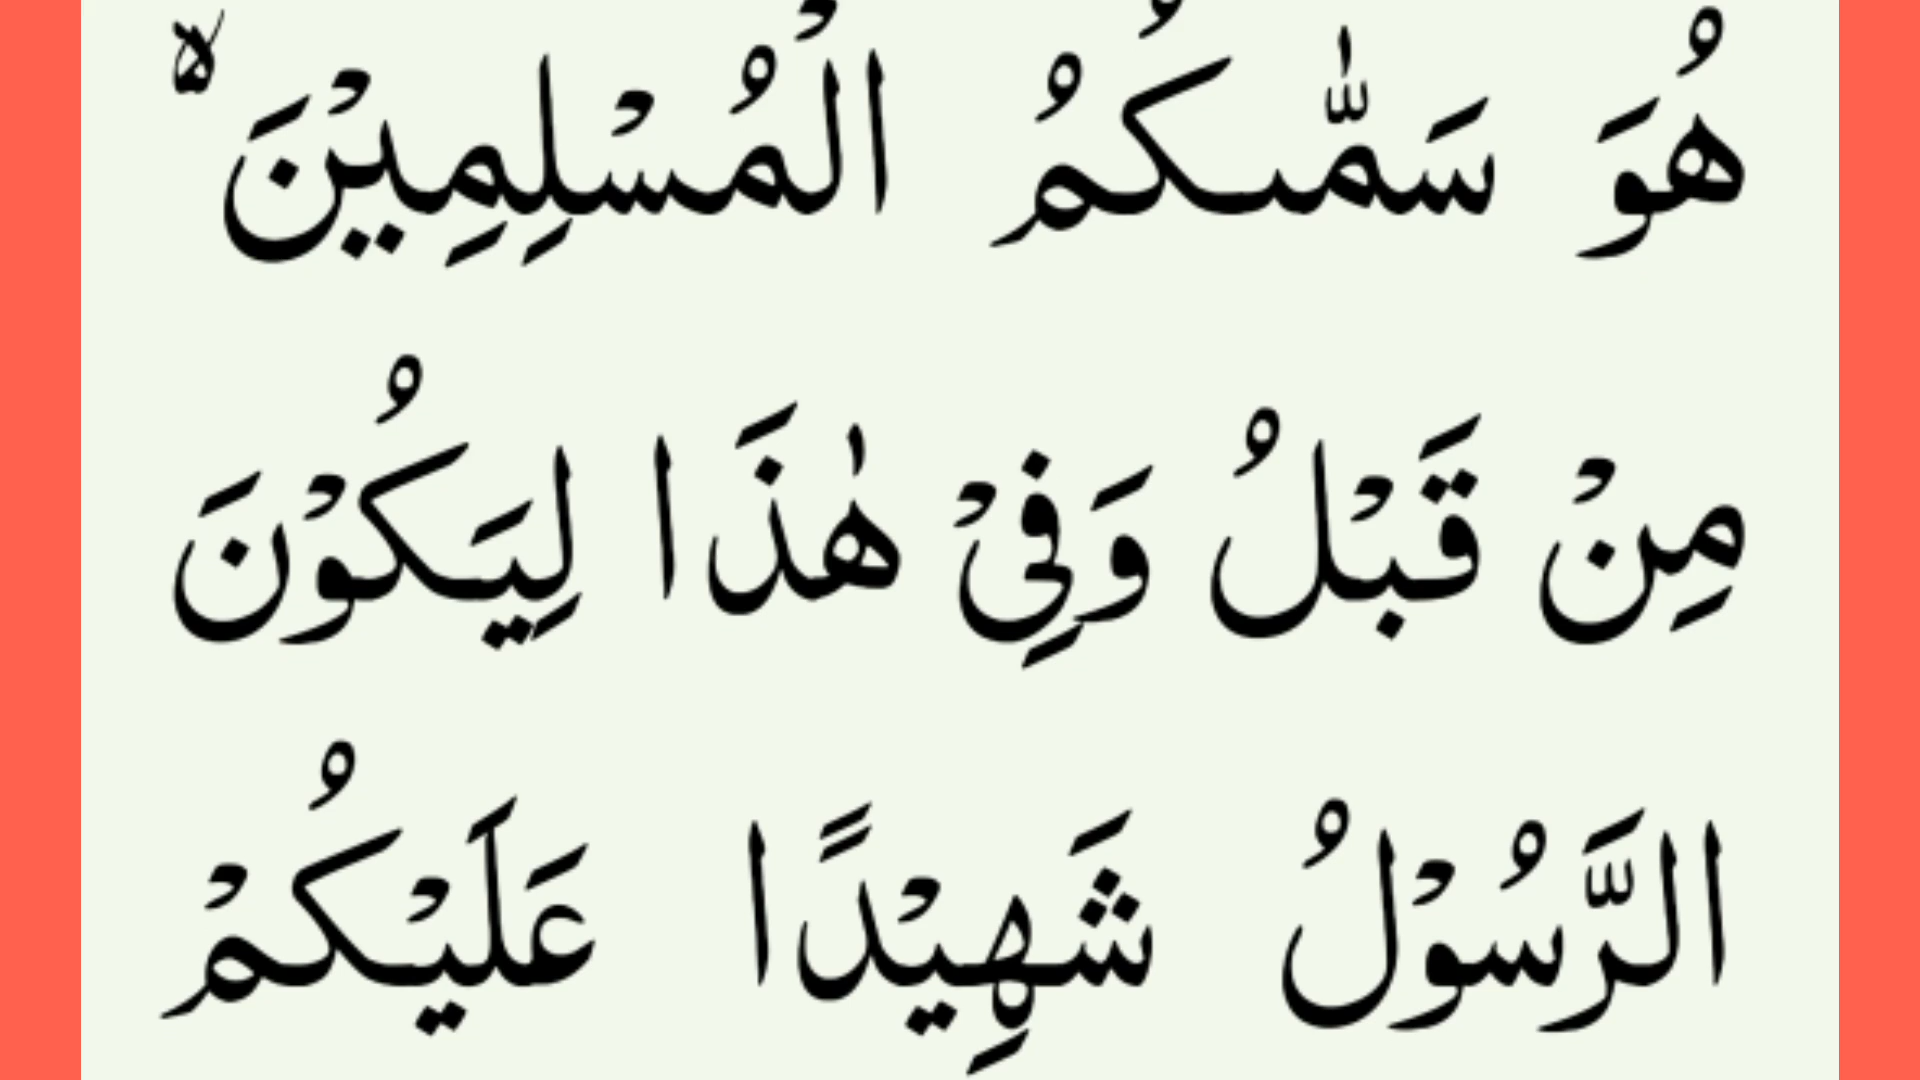 هُوَ سَمّٰىكُمُ الْمُسْلِمِيْنَ ۙ
مِنْ قَبْلُ وَفِيْ هٰذَا لِيَكُوْنَ
الرَّسُوْلُ شَهِيْدًا عَلَيْكُمْ